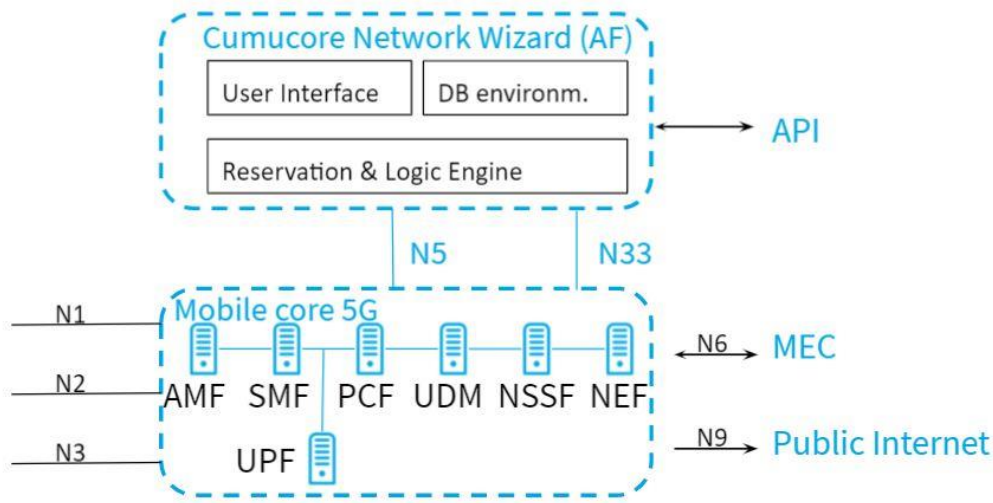 Cumucore Network Wizard (AF)
User Interface
DB environm.
Reservation & Logic Engine
API
N5
N33
Mobile core 5G
N1
N2
N3
AMF
SMF
PCF
UDM
NSSF
NEF
UPF
N6
MEC
N9
Public Internet